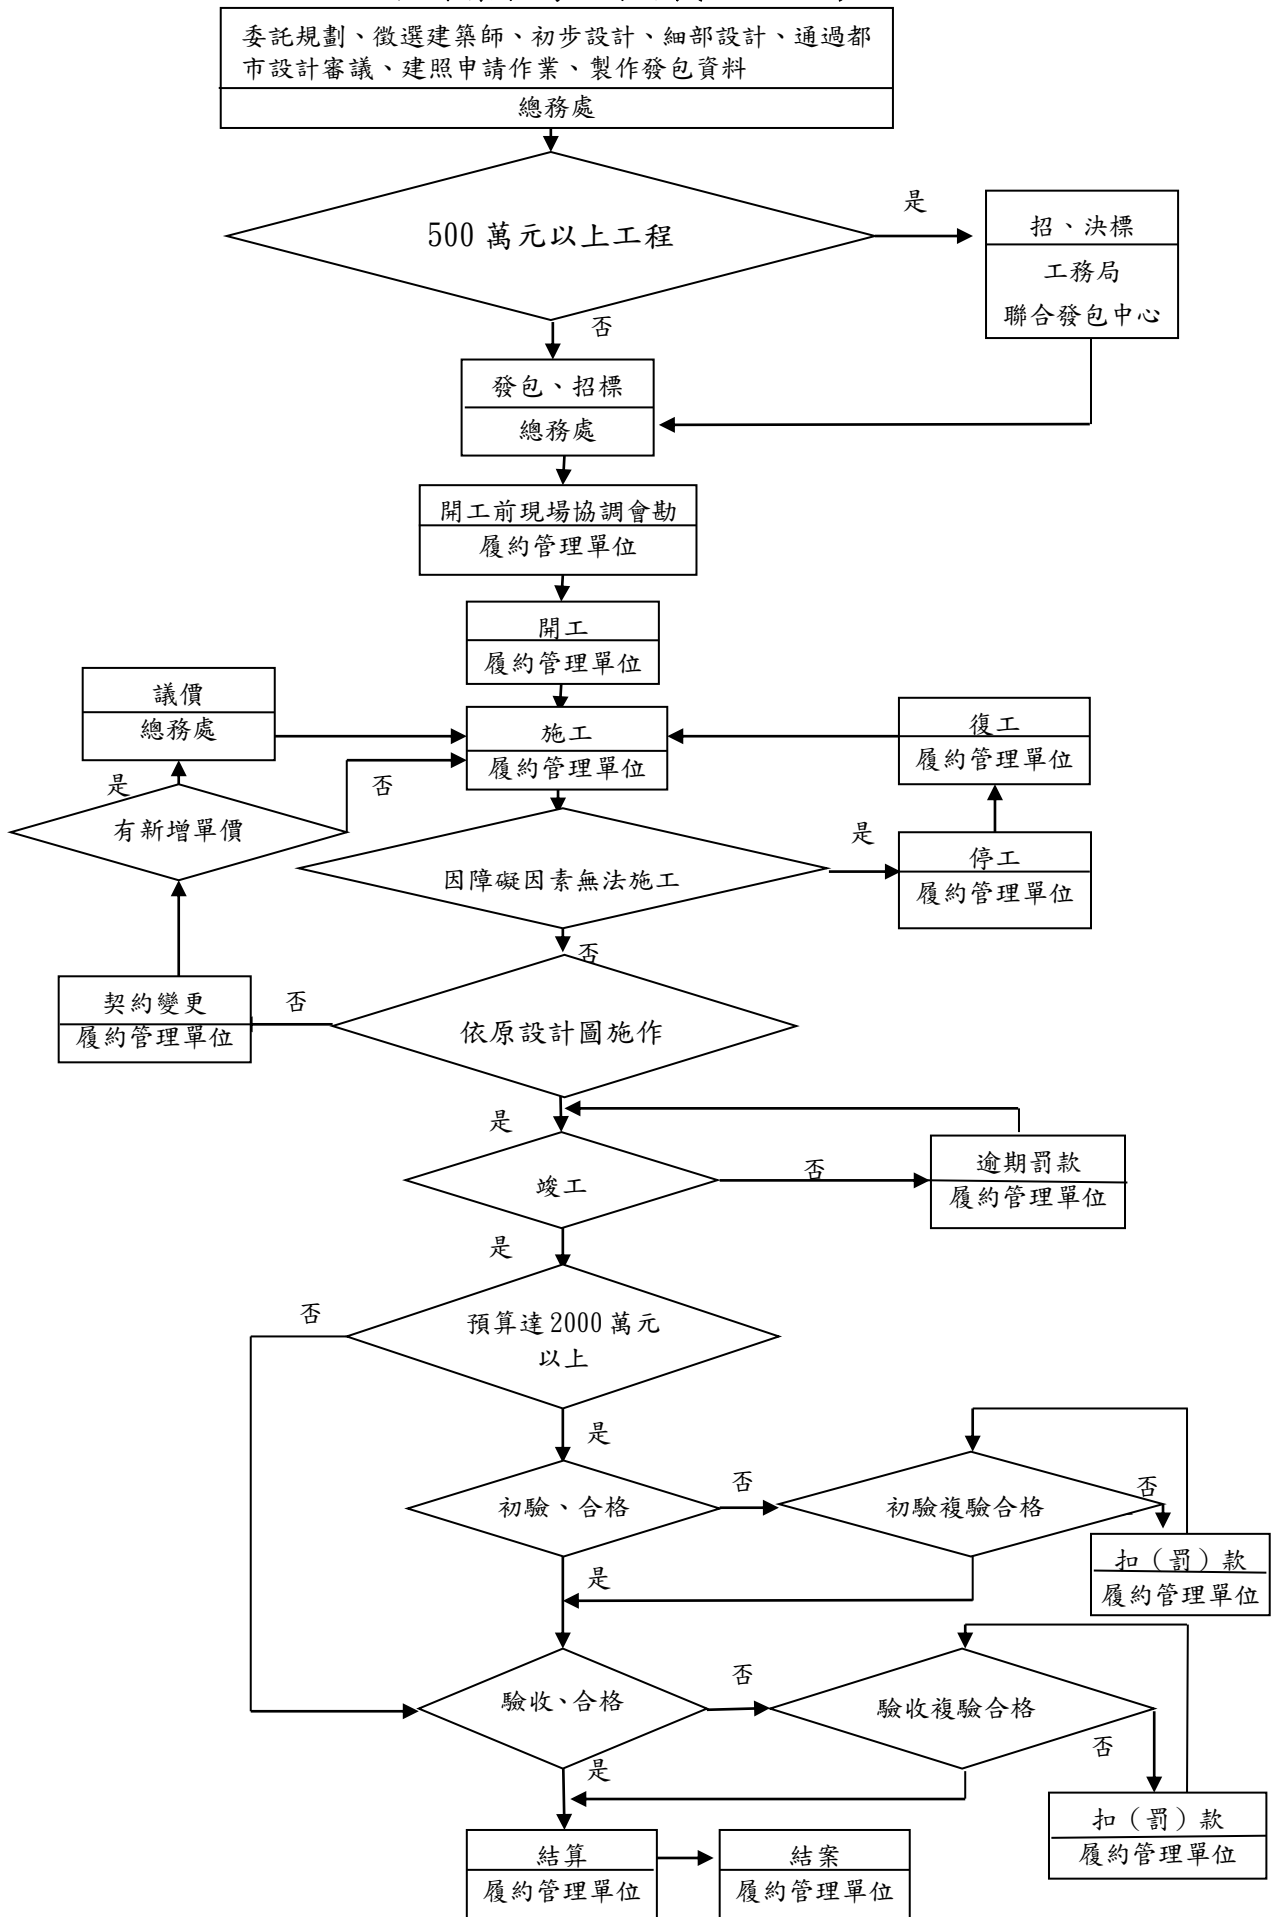 委託規劃、徵選建築師、初步設計、細部設計、通過都
市設計審議、建照申請作業、製作發包資料
總務處
500 萬元以上工程
是
招、決標
工務局
聯合發包中心
否
發包、招標
總務處
開工前現場協調會勘
履約管理單位
開工
履約管理單位
議價
總務處
施工
履約管理單位
復工
履約管理單位
是
否
有新增單價
因障礙因素無法施工
是
停工
履約管理單位
否
契約變更
履約管理單位
否
依原設計圖施作
是
竣工
否
逾期罰款
履約管理單位
是
否
預算達 2000 萬元
以上
是
初驗、合格
否
初驗複驗合格
否
扣（罰）款
履約管理單位
是
驗收、合格
否
驗收複驗合格
否
扣（罰）款
履約管理單位
是
結算
履約管理單位
結案
履約管理單位